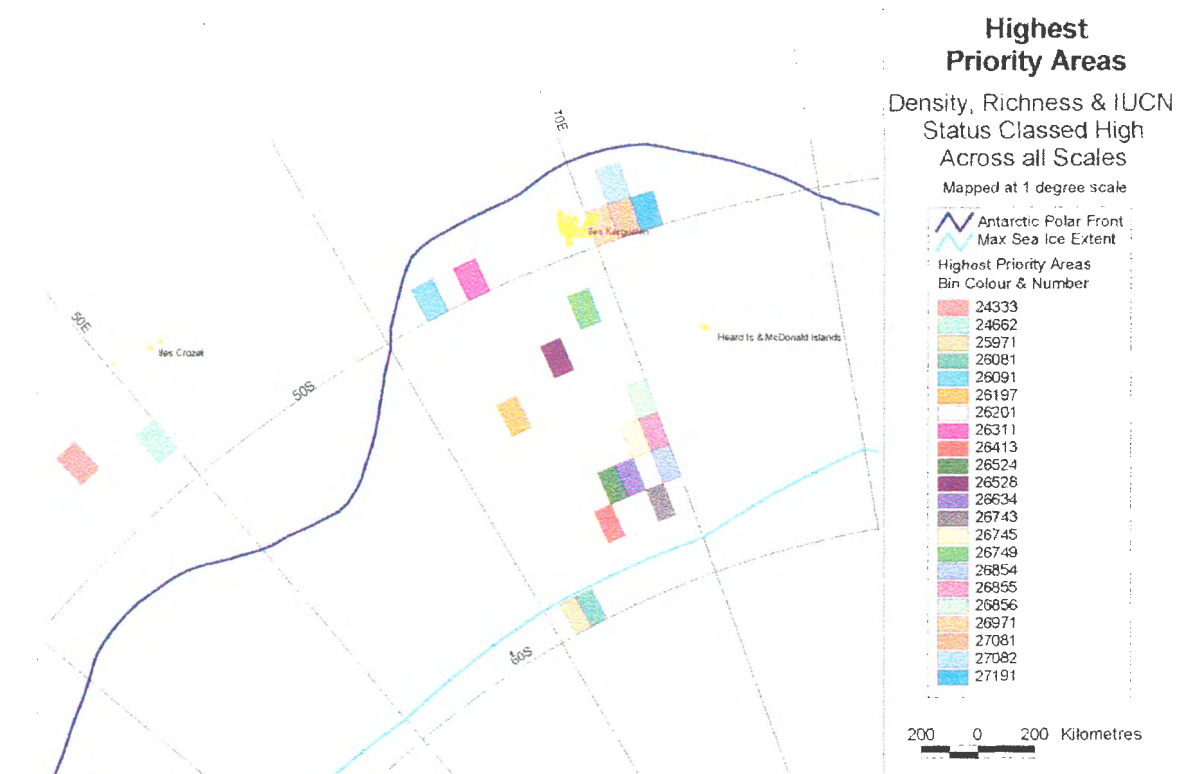 Highest
Priority Areas
Density, Richness & IUCN
Status Classed High
Across all Scales
Mapped at 1 degree scale
Antarctic Polar Front
Max Sea Ice Extent
Highest Priority Areas
Bin Colour & Number
24333
24662
25971
26081
26091
26197
26201
26311
26413
26524
26528
26634
26743
26745
26749
26854
26855
26856
26971
27081
27082
27191
200 0 200 Kilometres
70E
Iles Kerguelen
50E
Iles Crozet
Heard Is & McDonald Islands
50S
60S